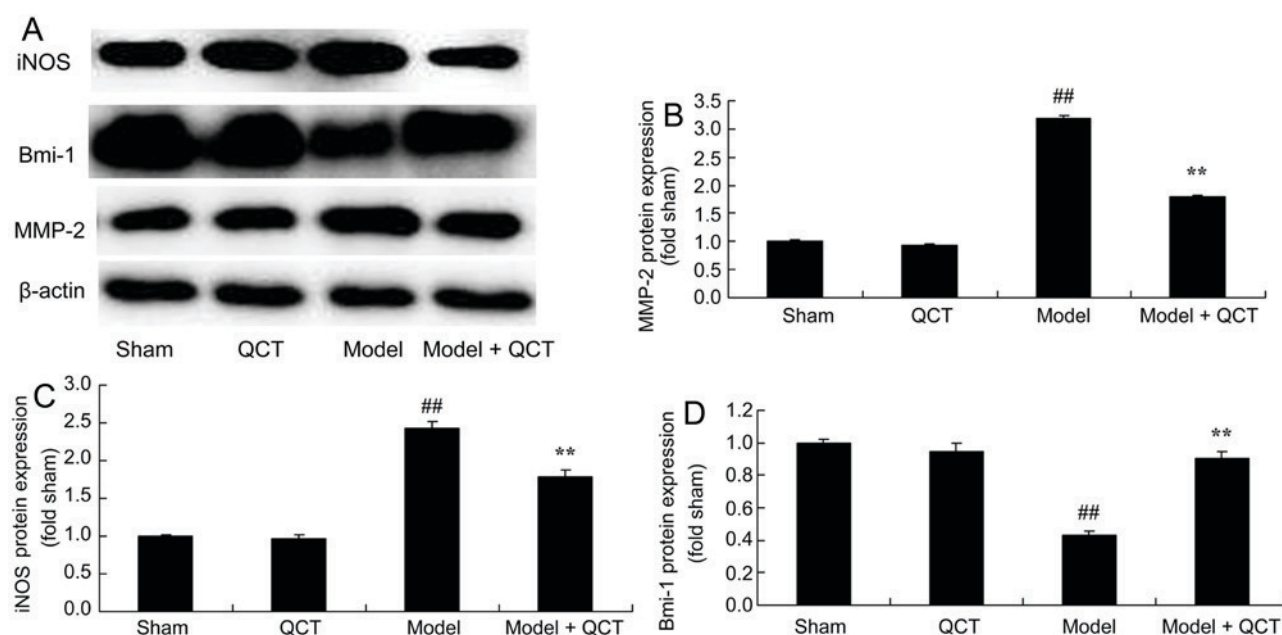 A
iNOS
Bmi-1
MMP-2
β-actin
Sham QCT Model Model + QCT
B
MMP-2 protein expression
(fold sham)
3.5
3.0
2.5
2.0
1.5
1.0
0.5
0.0
##
**
Sham QCT Model Model + QCT
C
iNOS protein expression
(fold sham)
3.0
2.5
2.0
1.5
1.0
0.5
0.0
##
**
Sham QCT Model Model + QCT
D
Bmi-1 protein expression
(fold sham)
1.2
1.0
0.8
0.6
0.4
0.2
0.0
##
**
Sham QCT Model Model + QCT